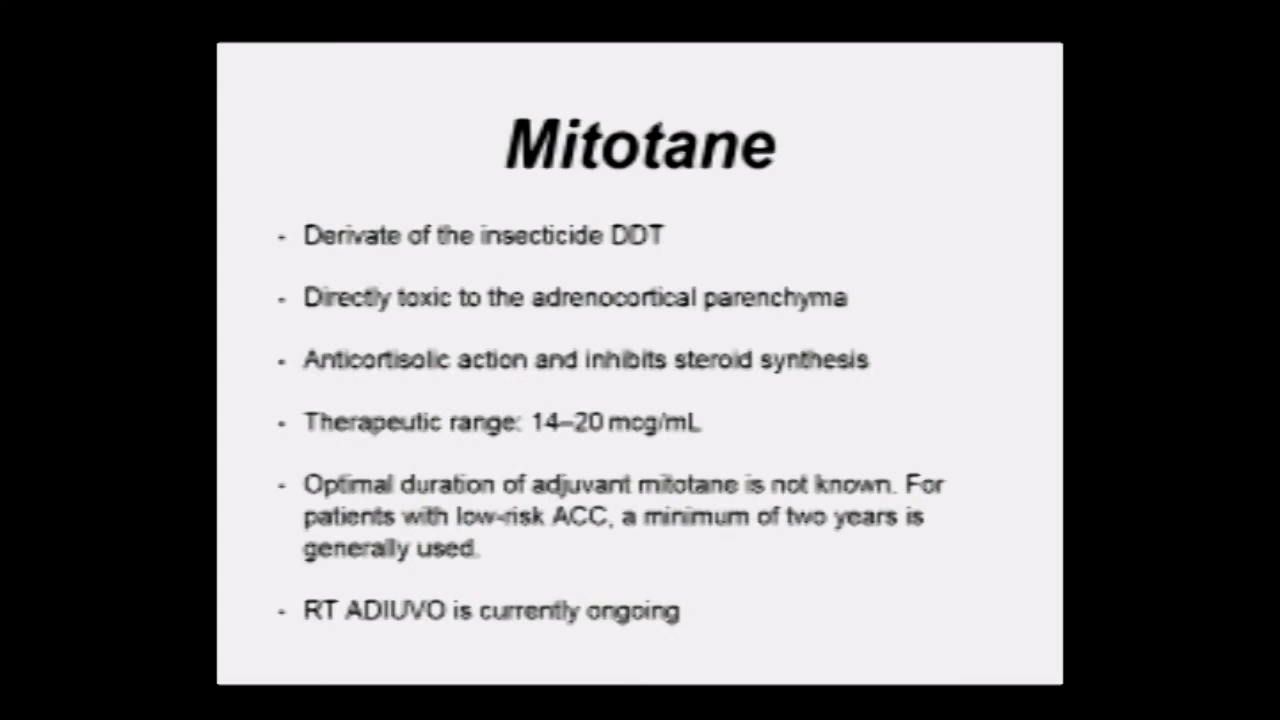 Mitotane
- Derivate of the insecticide DDT
- Directly toxic to the adrenocortical parenchyma
- Anticortisolic action and inhibits steroid synthesis
- Therapeutic range: 14–20 mcg/mL
- Optimal duration of adjuvant mitotane is not known. For
patients with low-risk ACC, a minimum of two years is
generally used.
- RT ADIUVO is currently ongoing